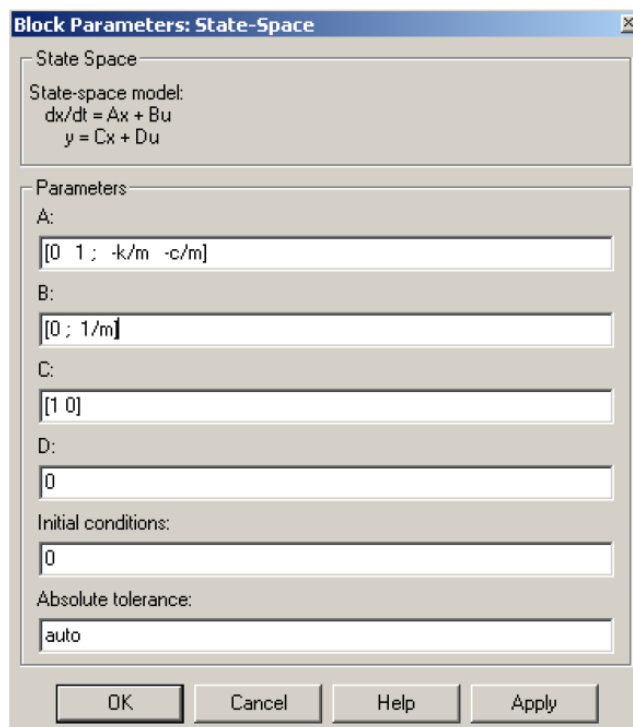 Block Parameters: State-Space
State Space
State-space model:
dx/dt = Ax + Bu
y = Cx + Du
Parameters
A:
[0 1 ; -k/m -c/m]
B:
[0 ; 1/m]
C:
[1 0]
D:
0
Initial conditions:
0
Absolute tolerance:
auto
OK Cancel Help Apply